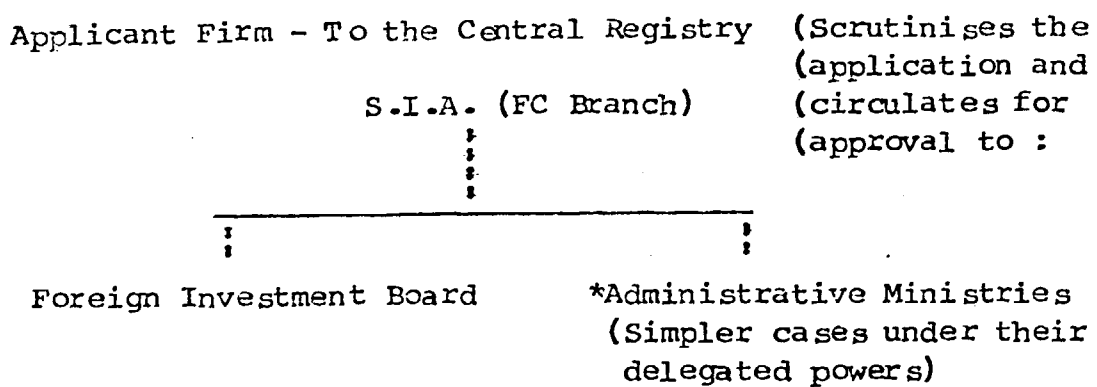 Applicant Firm - To the Central Registry (Scrutinises the
(application and
S.I.A. (FC Branch) (circulates for
(approval to :
Foreign Investment Board *Administrative Ministries
(Simpler cases under their
delegated powers)